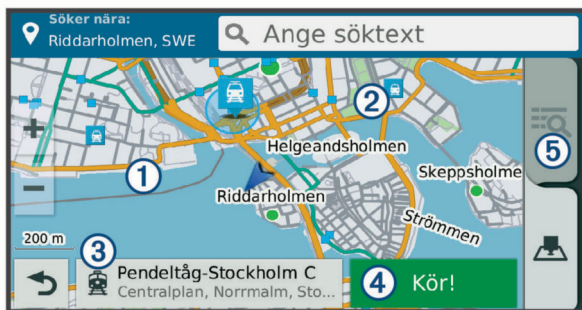 Söker nära:
Riddarholmen, SWE
Ange söktext
2
5
Helgeandsholmen
1
Skeppsholme
Riddarholmen
Strömmen
200 m
3
Pendeltåg-Stockholm C
Centralplan, Norrmalm, Sto...
4
Kör!